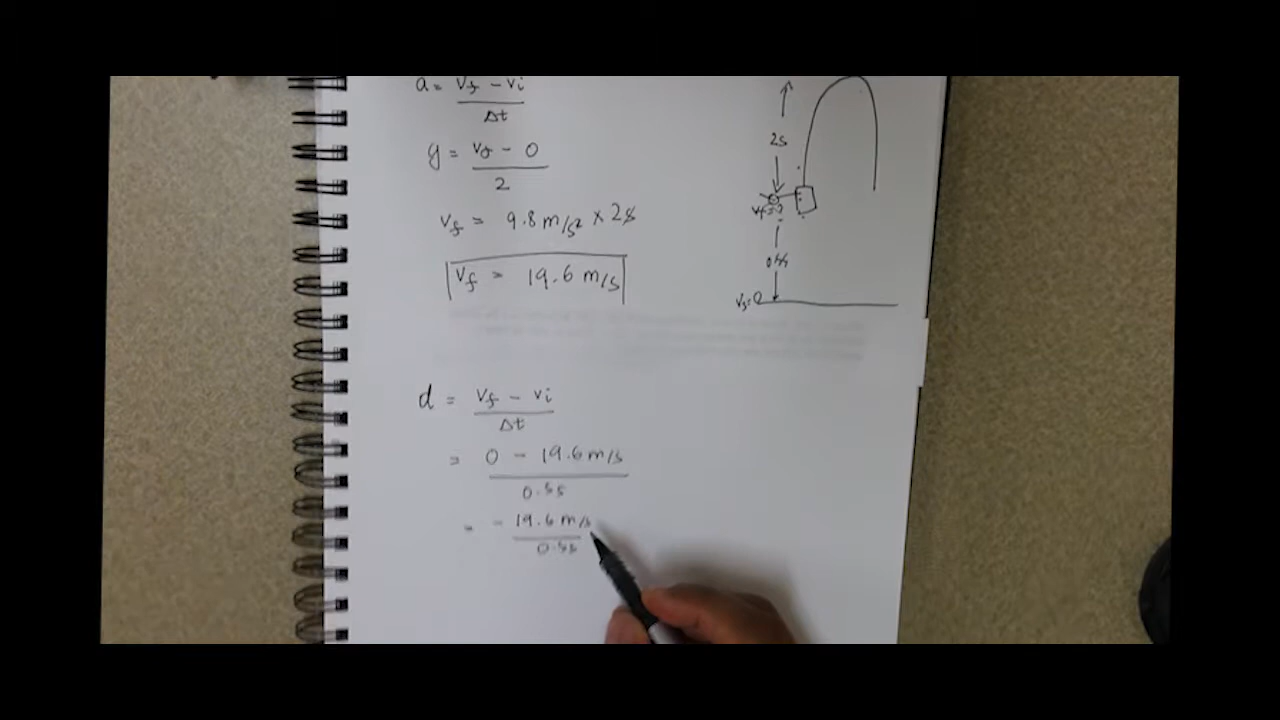 a = vf - vi
Δt
g = vf - 0
2
vf = 9.8 m/s² x 2s
vf = 19.6 m/s
2s
0.5s
d = vf - vi
Δt
= 0 - 19.6 m/s
0.5s
= - 19.6 m/s
0.5s